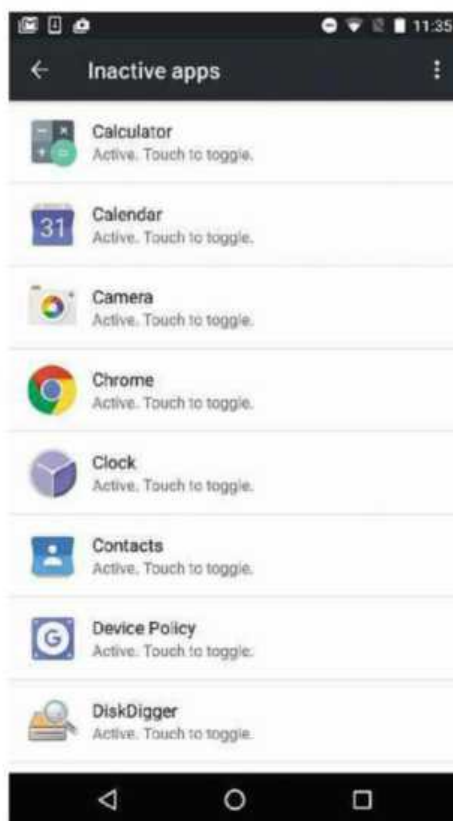 11:35
Inactive apps
Calculator
Active. Touch to toggle.
31
Calendar
Active. Touch to toggle.
Camera
Active. Touch to toggle.
Chrome
Active. Touch to toggle.
Clock
Active. Touch to toggle.
Contacts
Active. Touch to toggle.
G
Device Policy
Active. Touch to toggle.
DiskDigger
Active. Touch to toggle.